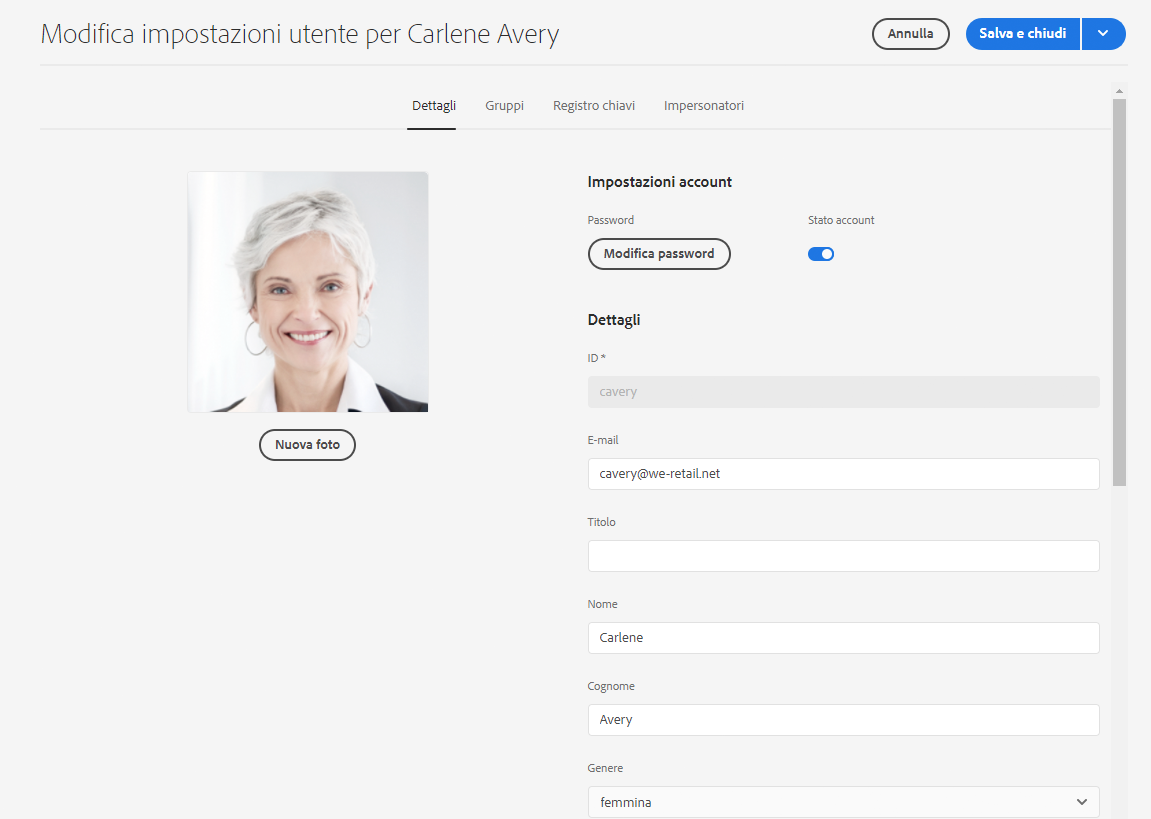 Modifica impostazioni utente per Carlene Avery
Annulla
Salva e chiudi
Dettagli
Gruppi
Registro chiavi
Impersonatori
Nuova foto
Impostazioni account
Password
Stato account
Modifica password
Dettagli
ID *
cavery
E-mail
cavery@we-retail.net
Titolo
Nome
Carlene
Cognome
Avery
Genere
femmina